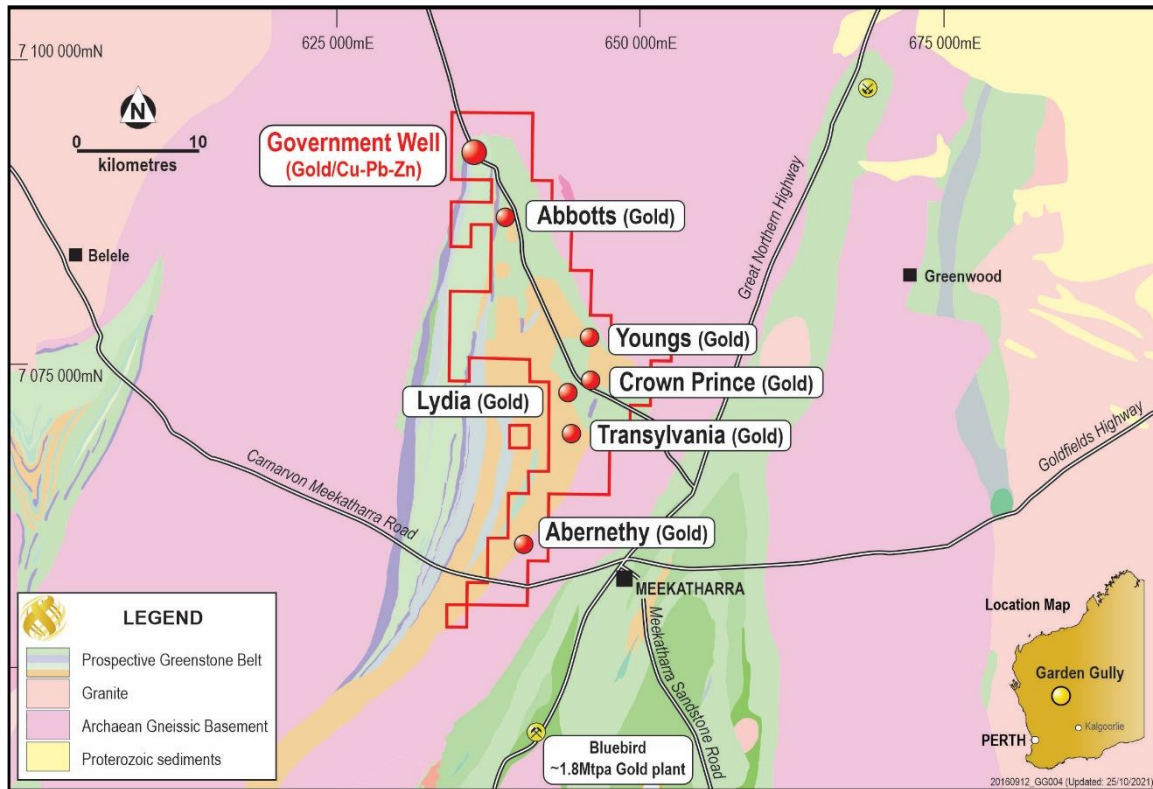 625 000mE
650 000mE
675 000mE
7 100 000mN
N
0 10
kilometres
Government Well
(Gold/Cu-Pb-Zn)
Abbotts (Gold)
Belele
Great Northern Highway
Greenwood
Youngs (Gold)
7 075 000mN
Crown Prince (Gold)
Lydia (Gold)
Transylvania (Gold)
Goldfields Highway
Carnarvon Meekatharra Road
Abernethy (Gold)
MEEKATHARRA
Meekatharra Sandstone Road
LEGEND
Prospective Greenstone Belt
Granite
Archaean Gneissic Basement
Proterozoic sediments
Bluebird
~1.8Mtpa Gold plant
Location Map
Garden Gully
Kalgoorlie
PERTH
20160912_GG004 (Updated: 25/10/2021)